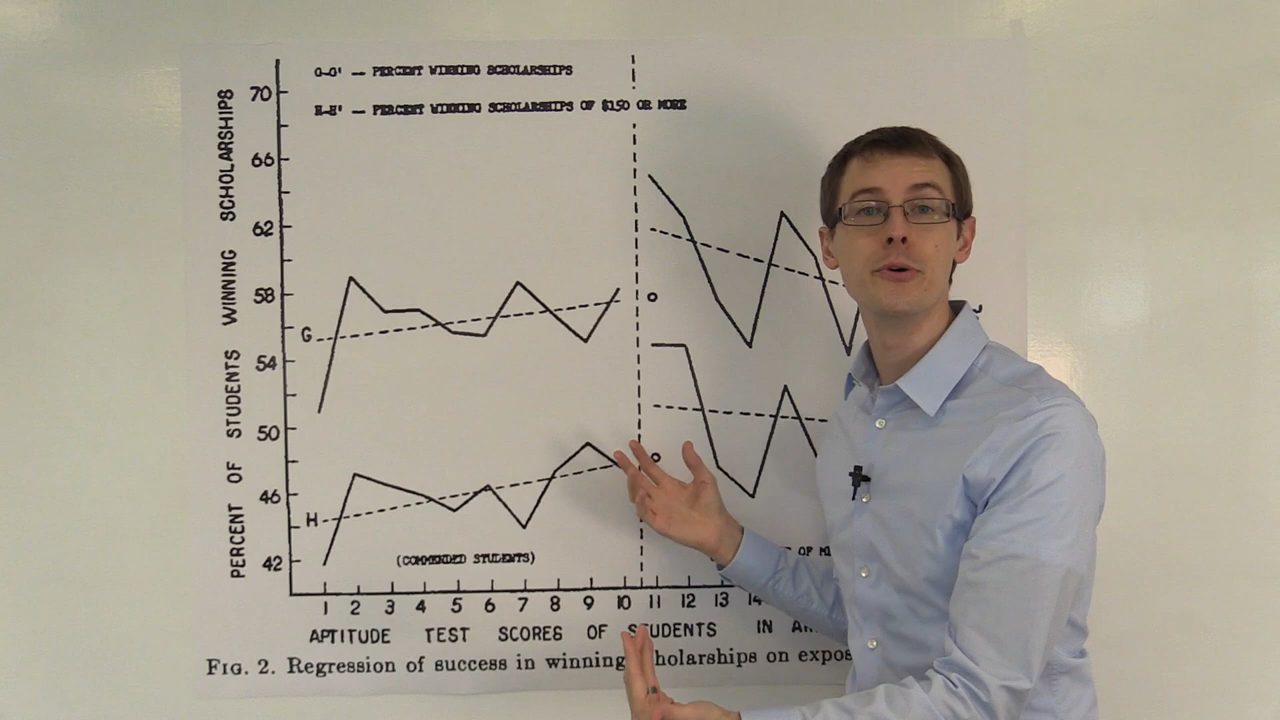 G-G' — PERCENT WINNING SCHOLARSHIPS
H-H' — PERCENT WINNING SCHOLARSHIPS OF $150 OR MORE
PERCENT OF STUDENTS WINNING SCHOLARSHIPS
70
66
62
58
54
50
46
42
G
H
(COMMENDED STUDENTS)
OF
1 2 3 4 5 6 7 8 9 10 11 12 13 14
APTITUDE TEST SCORES OF STUDENTS IN
FIG. 2. Regression of success in winning scholarships on